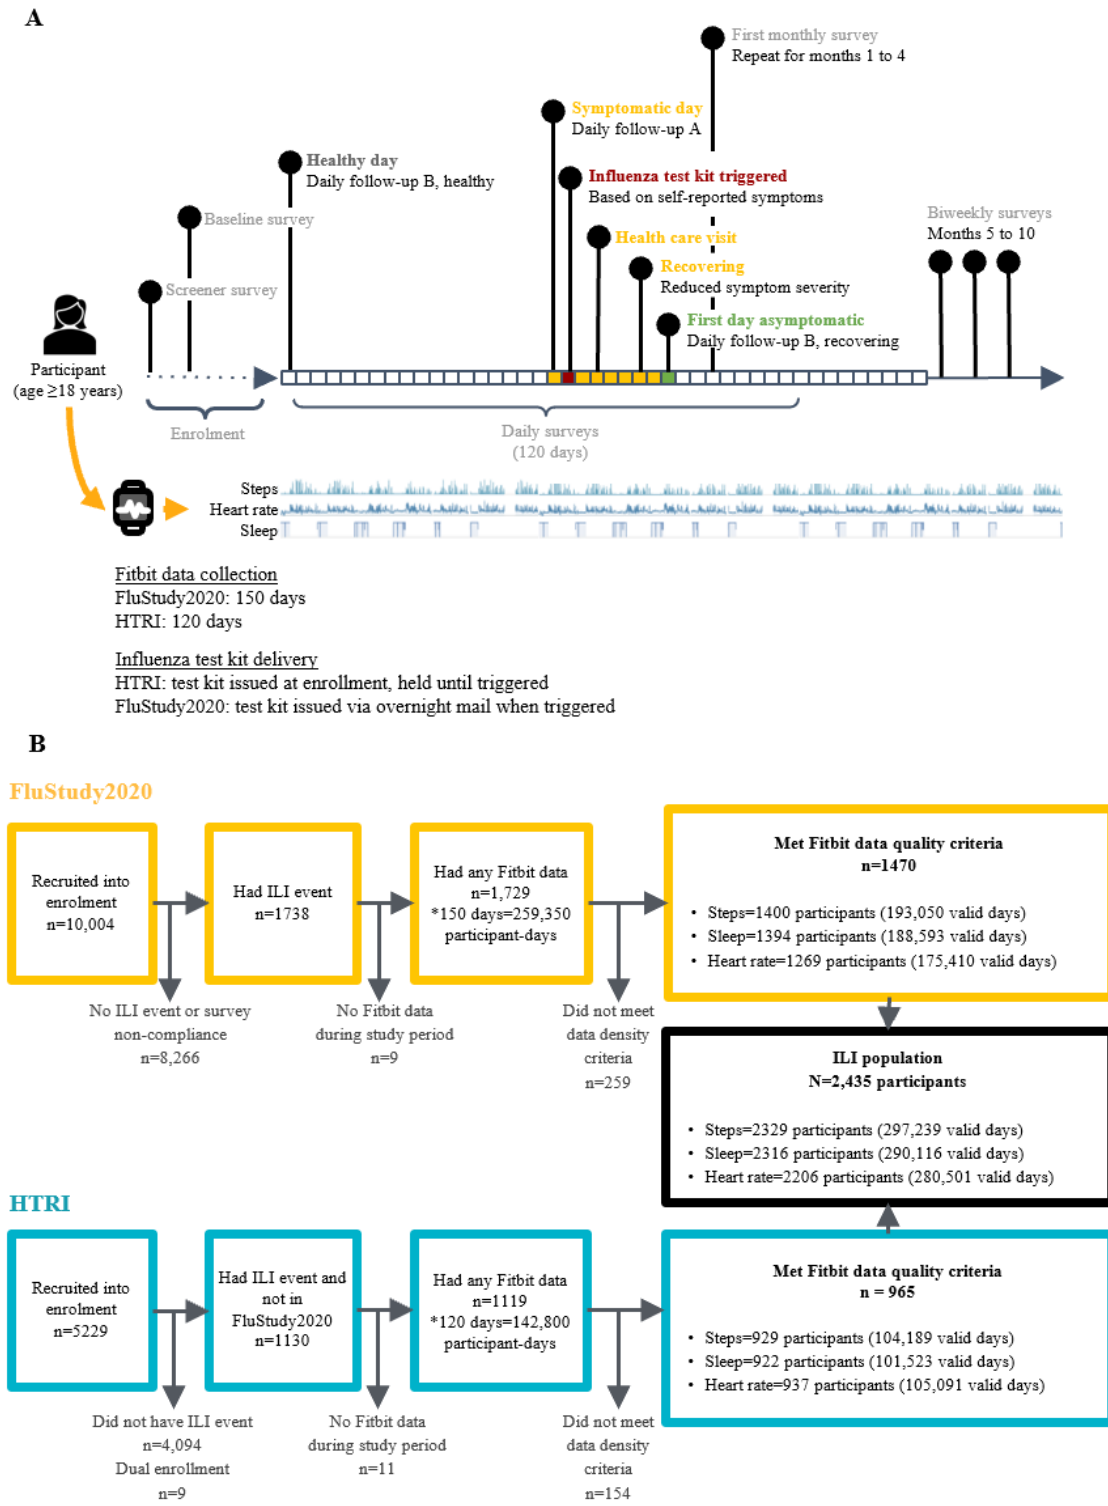 A
First monthly survey
Repeat for months 1 to 4
Symptomatic day
Daily follow-up A
Healthy day
Daily follow-up B, healthy
Influenza test kit triggered
Based on self-reported symptoms
Baseline survey
Biweekly surveys
Months 5 to 10
Health care visit
Recovering
Reduced symptom severity
Screener survey
First day asymptomatic
Daily follow-up B, recovering
Participant
(age ≥18 years)
Enrolment
Daily surveys
(120 days)
Steps
Heart rate
Sleep
Fitbit data collection
FluStudy2020: 150 days
HTRI: 120 days
Influenza test kit delivery
HTRI: test kit issued at enrollment, held until triggered
FluStudy2020: test kit issued via overnight mail when triggered
B
FluStudy2020
Recruited into
enrolment
n=10,004
Had ILI event
n=1738
Had any Fitbit data
n=1,729
*150 days=259,350
participant-days
Met Fitbit data quality criteria
n=1470
• Steps=1400 participants (193,050 valid days)
• Sleep=1394 participants (188,593 valid days)
• Heart rate=1269 participants (175,410 valid days)
No ILI event or survey
non-compliance
n=8,266
No Fitbit data
during study period
n=9
Did not meet
data density
criteria
n=259
ILI population
N=2,435 participants
• Steps=2329 participants (297,239 valid days)
• Sleep=2316 participants (290,116 valid days)
• Heart rate=2206 participants (280,501 valid days)
HTRI
Recruited into
enrolment
n=5229
Had ILI event and
not in
FluStudy2020
n=1130
Had any Fitbit data
n=1119
*120 days=142,800
participant-days
Met Fitbit data quality criteria
n = 965
• Steps=929 participants (104,189 valid days)
• Sleep=922 participants (101,523 valid days)
• Heart rate=937 participants (105,091 valid days)
Did not have ILI event
n=4,094
Dual enrollment
n=9
No Fitbit data
during study period
n=11
Did not meet
data density
criteria
n=154